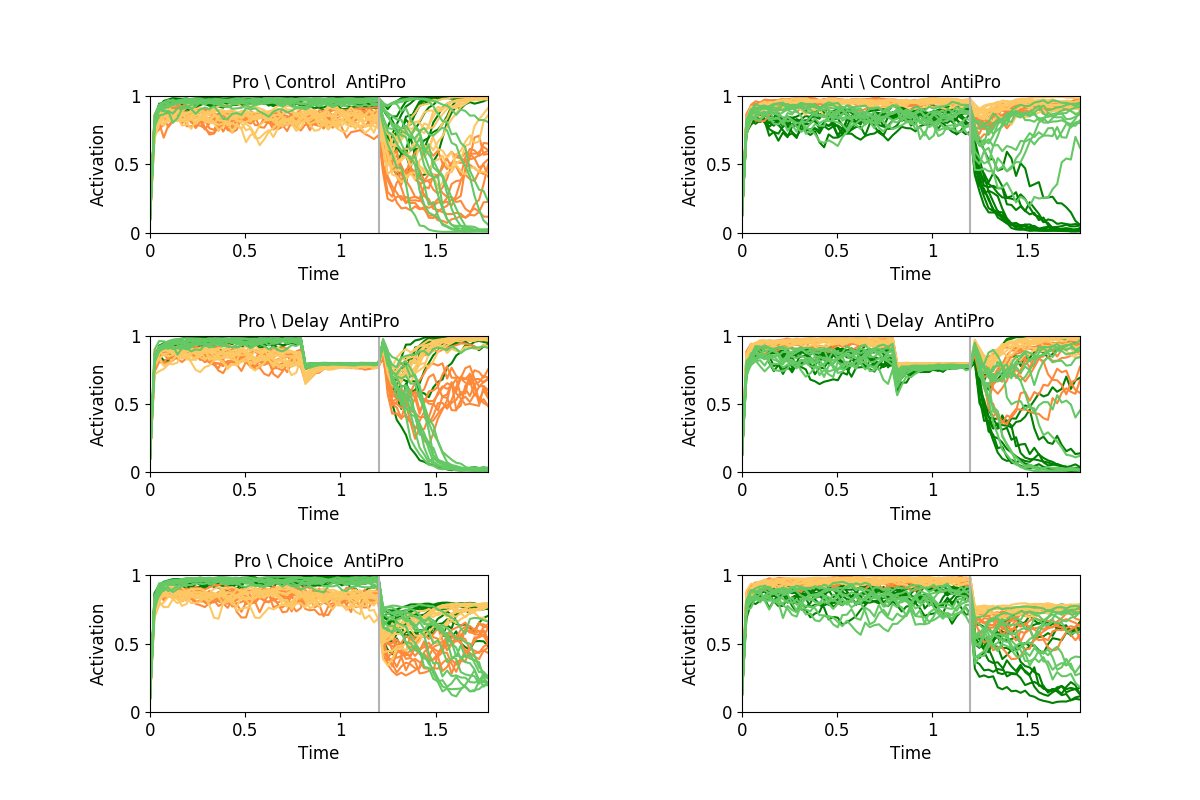 Pro \ Control  AntiPro
Anti \ Control  AntiPro
1
0.5
0
Activation
0
0.5
1
1.5
Time
1
0.5
0
Activation
0
0.5
1
1.5
Time
Pro \ Delay  AntiPro
Anti \ Delay  AntiPro
1
0.5
0
Activation
0
0.5
1
1.5
Time
1
0.5
0
Activation
0
0.5
1
1.5
Time
Pro \ Choice  AntiPro
Anti \ Choice  AntiPro
1
0.5
0
Activation
0
0.5
1
1.5
Time
1
0.5
0
Activation
0
0.5
1
1.5
Time